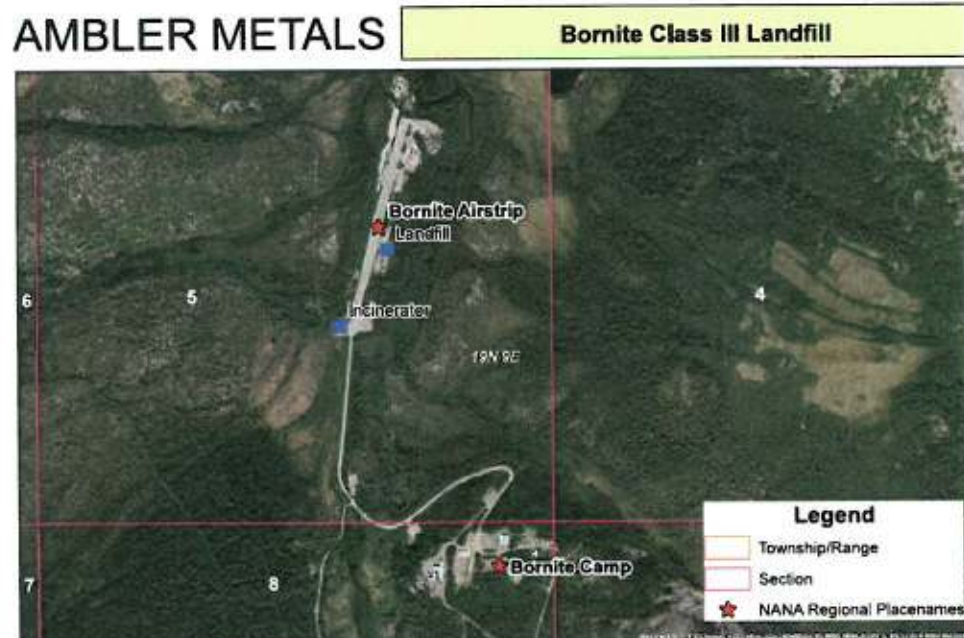 AMBLER METALS
Bornite Class III Landfill
Bornite Airstrip
Landfill
6
5
4
Incinerator
19N 9E
Legend
Township/Range
Section
NANA Regional Placenames
Bornite Camp
7
8